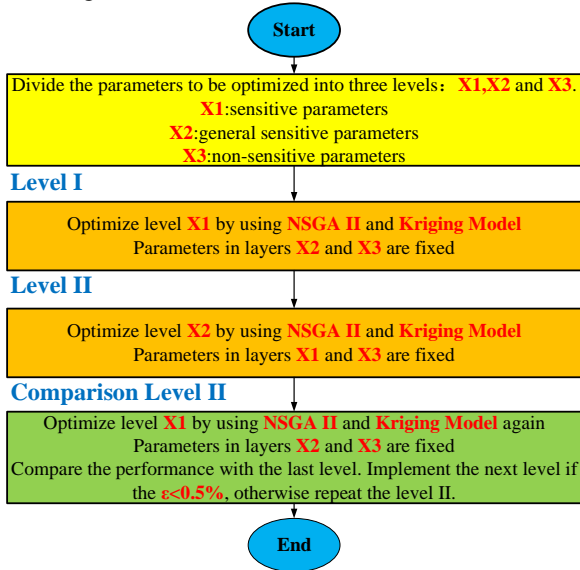 Start
Divide the parameters to be optimized into three levels：X1,X2 and X3.
X1:sensitive parameters
X2:general sensitive parameters
X3:non-sensitive parameters
Level I
Optimize level X1 by using NSGA II and Kriging Model
Parameters in layers X2 and X3 are fixed
Level II
Optimize level X2 by using NSGA II and Kriging Model
Parameters in layers X1 and X3 are fixed
Comparison Level II
Optimize level X1 by using NSGA II and Kriging Model again
Parameters in layers X2 and X3 are fixed
Compare the performance with the last level. Implement the next level if
the ε<0.5%, otherwise repeat the level II.
End